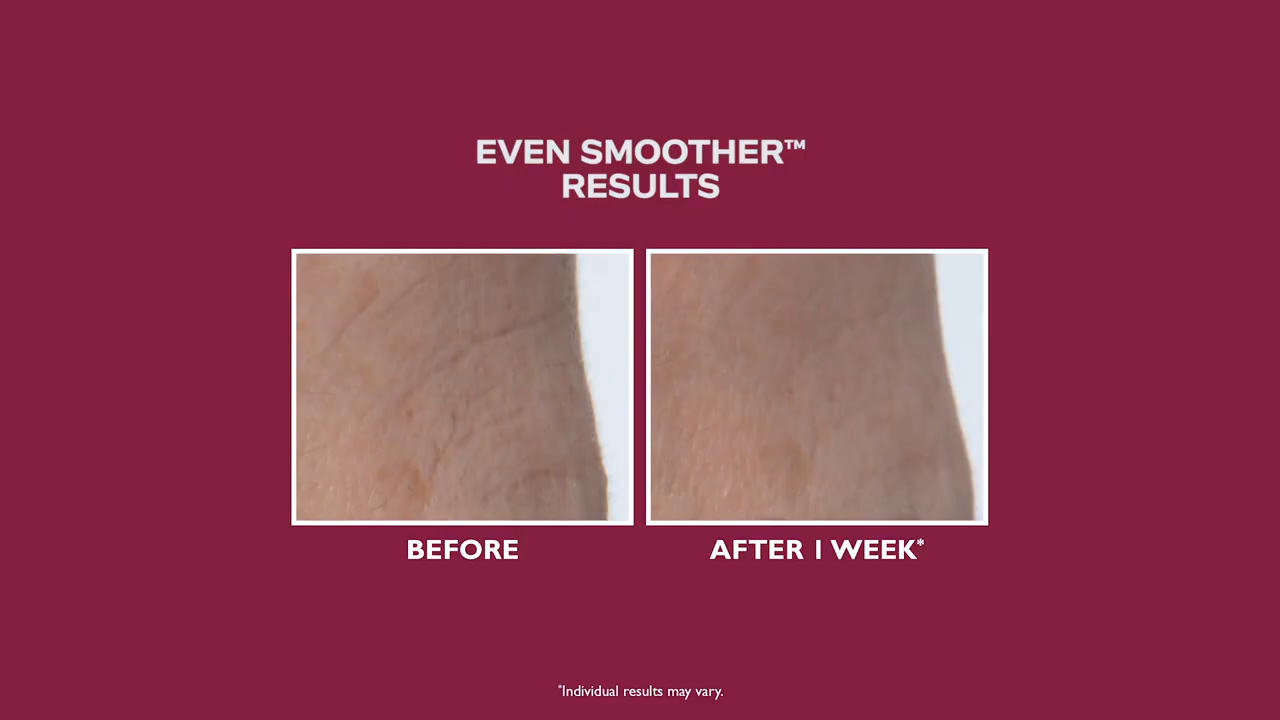 EVEN SMOOTHER™
RESULTS
BEFORE
AFTER 1 WEEK*
*Individual results may vary.